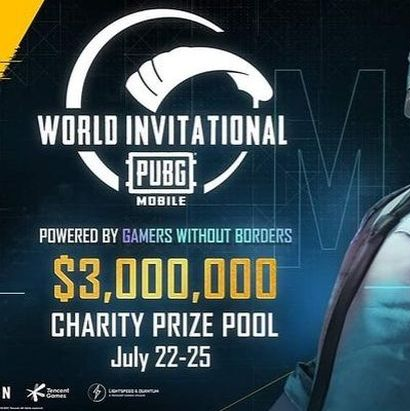 WORLD INVITATIONAL
PUBG
MOBILE
POWERED BY GAMERS WITHOUT BORDERS
$3,000,000
CHARITY PRIZE POOL
July 22-25
N
Tencent
Games
LIGHTSPEED & QUANTUM
M